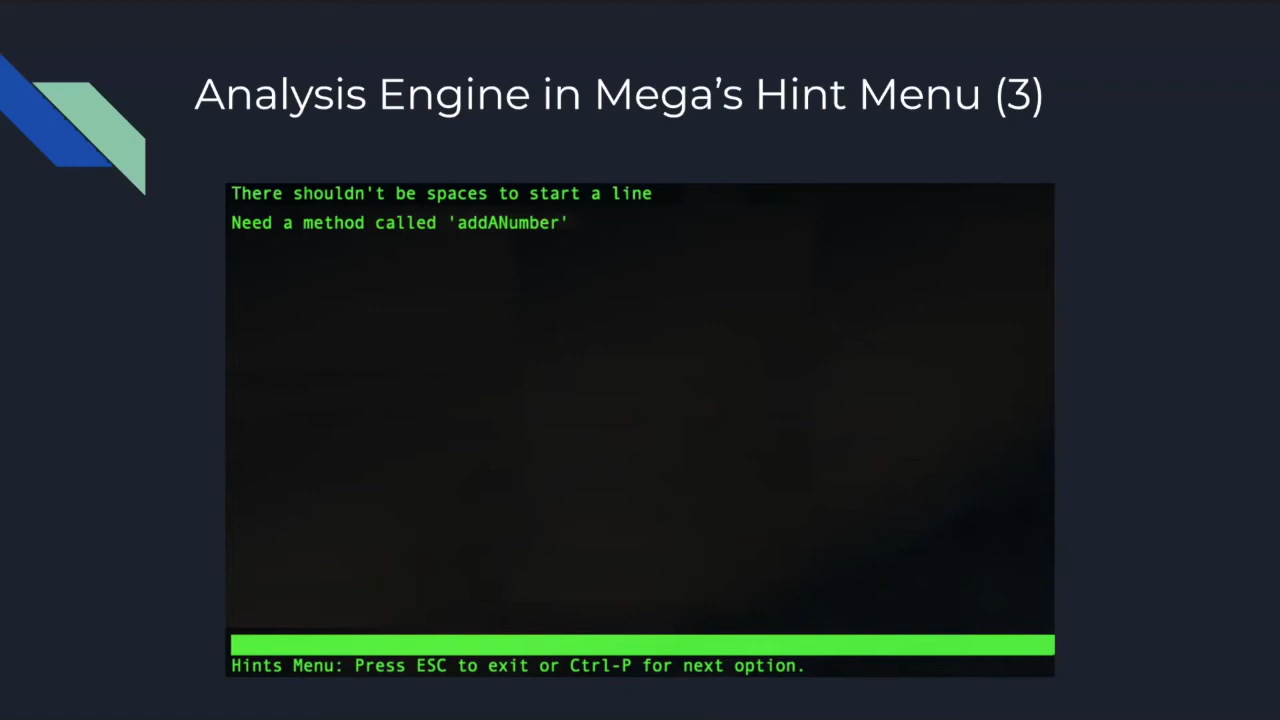 Analysis Engine in Mega’s Hint Menu (3)
There shouldn't be spaces to start a line
Need a method called 'addANumber'
Hints Menu: Press ESC to exit or Ctrl-P for next option.